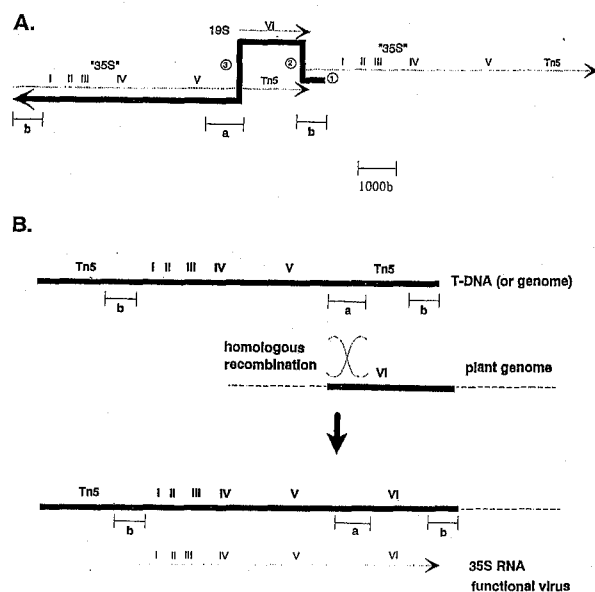 A.
19S VI
"35S" "35S"
③ ② ①
I II III IV V Tn5 I II III IV V Tn5
b a b
1000b
B.
Tn5 I II III IV V Tn5
T-DNA (or genome)
b a b
homologous
recombination
VI plant genome
Tn5 I II III IV V VI
b a b
I II III IV V VI
35S RNA
functional virus